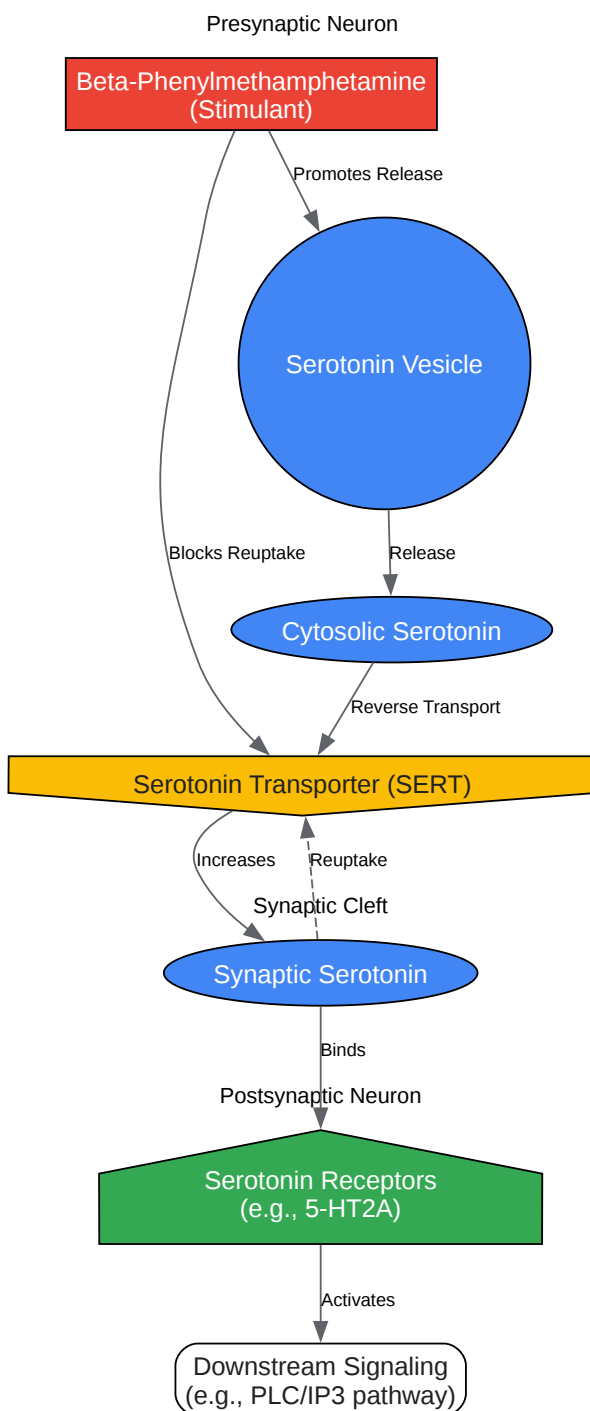 Presynaptic Neuron
Beta-Phenylmethamphetamine
(Stimulant)
Promotes Release
Serotonin Vesicle
Blocks Reuptake
Release
Cytosolic Serotonin
Reverse Transport
Serotonin Transporter (SERT)
Increases
Reuptake
Synaptic Cleft
Synaptic Serotonin
Binds
Postsynaptic Neuron
Serotonin Receptors
(e.g., 5-HT2A)
Activates
Downstream Signaling
(e.g., PLC/IP3 pathway)